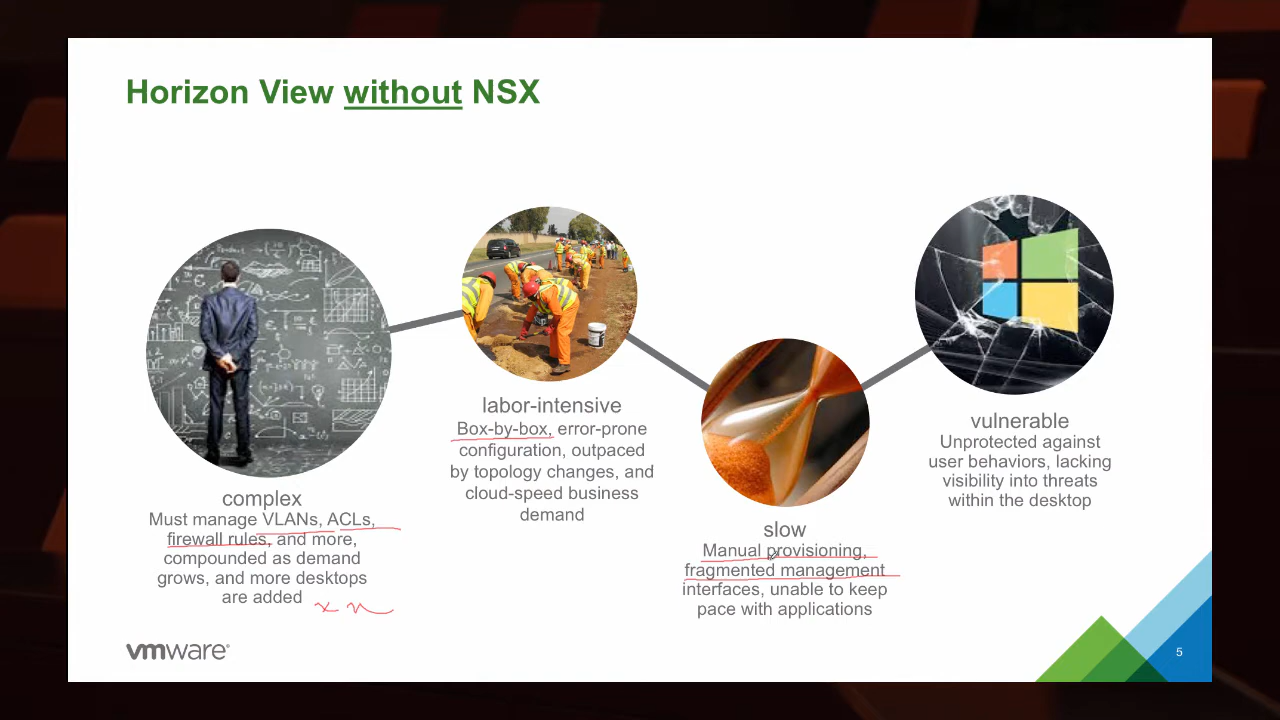 Horizon View without NSX
complex
Must manage VLANs, ACLs,
firewall rules, and more,
compounded as demand
grows, and more desktops
are added
x n
labor-intensive
Box-by-box, error-prone
configuration, outpaced
by topology changes, and
cloud-speed business
demand
slow
Manual provisioning,
fragmented management
interfaces, unable to keep
pace with applications
vulnerable
Unprotected against
user behaviors, lacking
visibility into threats
within the desktop
vmware®
5